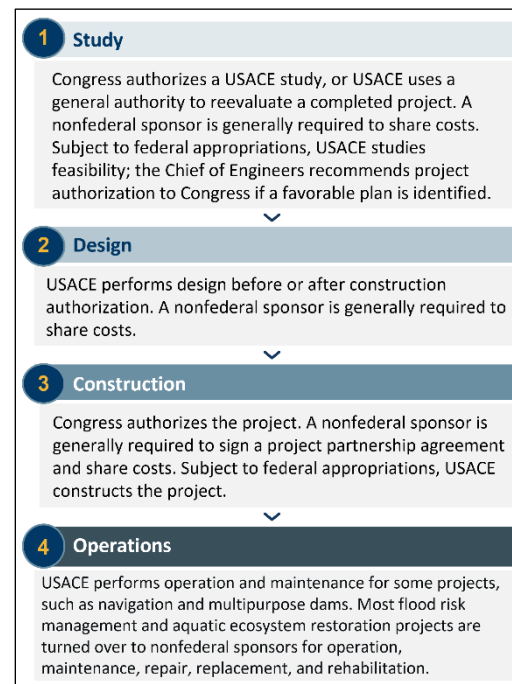 1 Study
Congress authorizes a USACE study, or USACE uses a
general authority to reevaluate a completed project. A
nonfederal sponsor is generally required to share costs.
Subject to federal appropriations, USACE studies
feasibility; the Chief of Engineers recommends project
authorization to Congress if a favorable plan is identified.
2 Design
USACE performs design before or after construction
authorization. A nonfederal sponsor is generally required to
share costs.
3 Construction
Congress authorizes the project. A nonfederal sponsor is
generally required to sign a project partnership agreement
and share costs. Subject to federal appropriations, USACE
constructs the project.
4 Operations
USACE performs operation and maintenance for some projects,
such as navigation and multipurpose dams. Most flood risk
management and aquatic ecosystem restoration projects are
turned over to nonfederal sponsors for operation,
maintenance, repair, replacement, and rehabilitation.